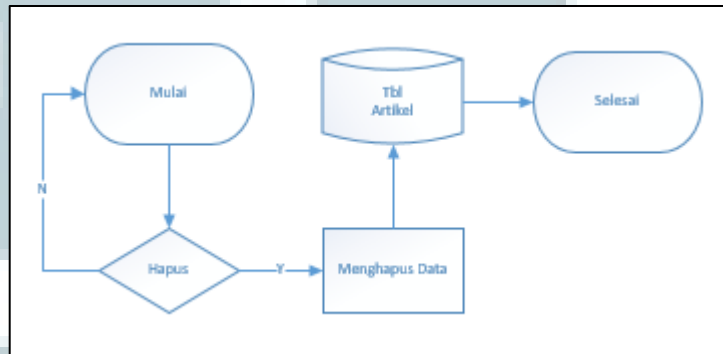 Mulai
Tbl
Artikel
Selesai
N
Hapus
Y
Menghapus Data